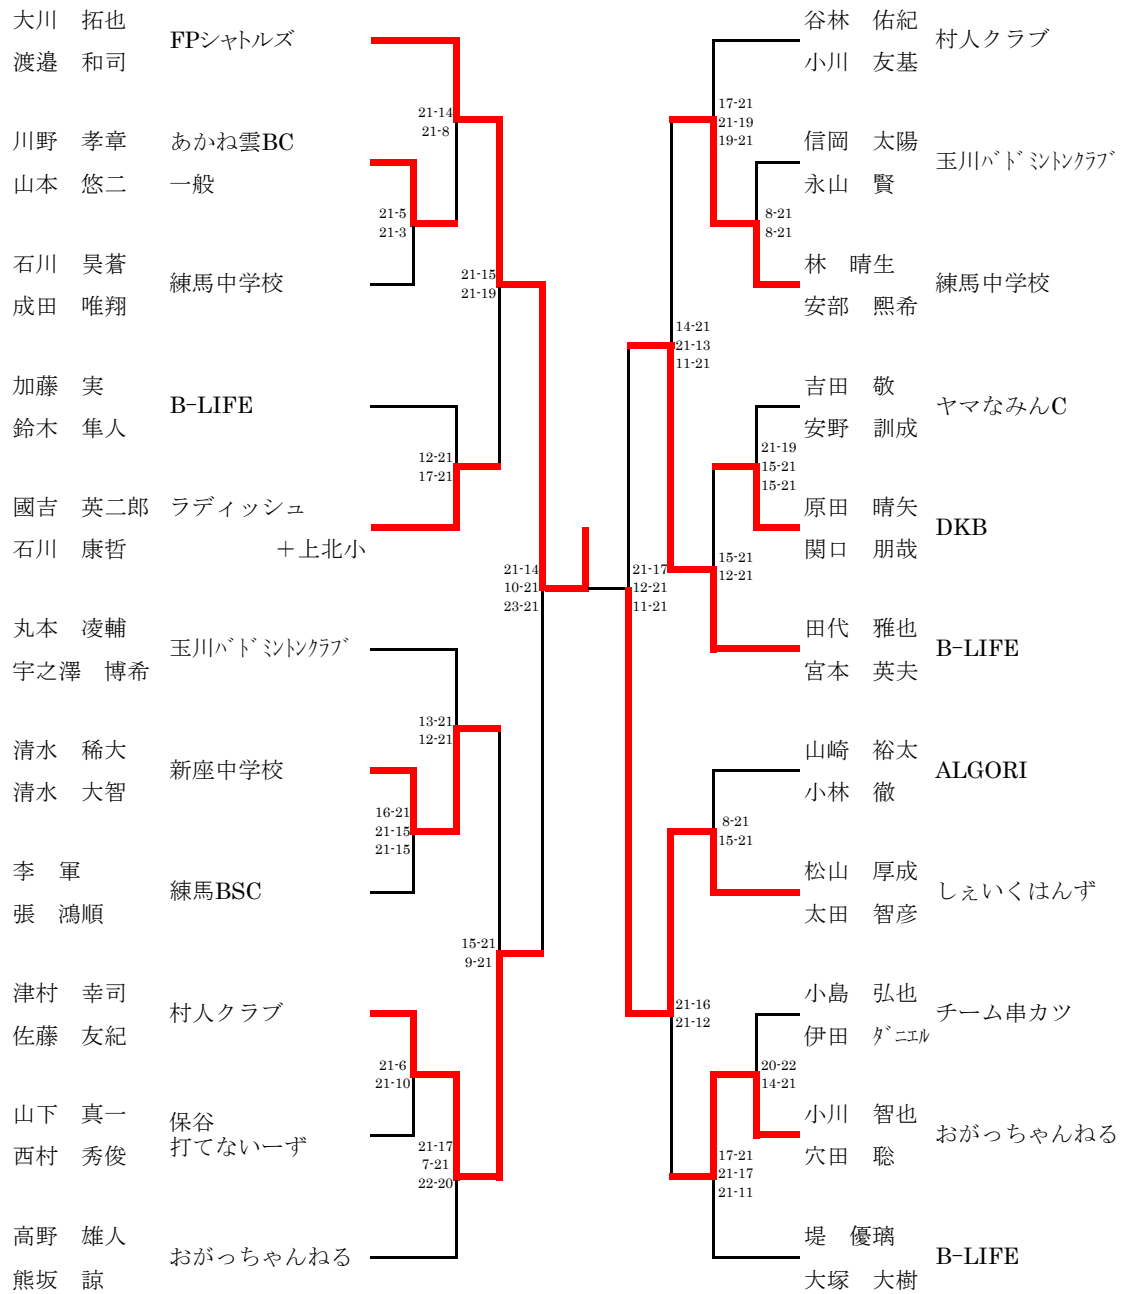 大川　拓也
FPシャトルズ
渡邉　和司
21-14
21-8
川野　孝章
あかね雲BC
山本　悠二
一般
21-5
21-3
石川　昊蒼
練馬中学校
成田　唯翔
21-15
21-19
加藤　実
B-LIFE
鈴木　隼人
12-21
17-21
國吉　英二郎
ラディッシュ
石川　康哲
＋上北小
21-14
10-21
23-21
丸本　凌輔
玉川ﾊﾞﾄﾞﾐﾝﾄﾝｸﾗﾌﾞ
宇之澤　博希
13-21
12-21
清水　稀大
新座中学校
清水　大智
16-21
21-15
21-15
李　軍
練馬BSC
張　鴻順
15-21
9-21
津村　幸司
村人クラブ
佐藤　友紀
21-6
21-10
山下　真一
保谷
打てないーず
西村　秀俊
21-17
7-21
22-20
高野　雄人
おがっちゃんねる
熊坂　諒
谷林　佑紀
村人クラブ
小川　友基
17-21
21-19
19-21
信岡　太陽
玉川ﾊﾞﾄﾞﾐﾝﾄﾝｸﾗﾌﾞ
永山　賢
8-21
8-21
林　晴生
練馬中学校
安部　熙希
14-21
21-13
11-21
吉田　敬
ヤマなみんC
安野　訓成
21-19
15-21
15-21
原田　晴矢
DKB
関口　朋哉
15-21
12-21
21-17
12-21
11-21
田代　雅也
B-LIFE
宮本　英夫
山崎　裕太
ALGORI
小林　徹
8-21
15-21
松山　厚成
しぇいくはんず
太田　智彦
21-16
21-12
小島　弘也
チーム串カツ
伊田　ﾀﾞﾆｴﾙ
20-22
14-21
小川　智也
おがっちゃんねる
穴田　聡
17-21
21-17
21-11
堤　優璃
B-LIFE
大塚　大樹